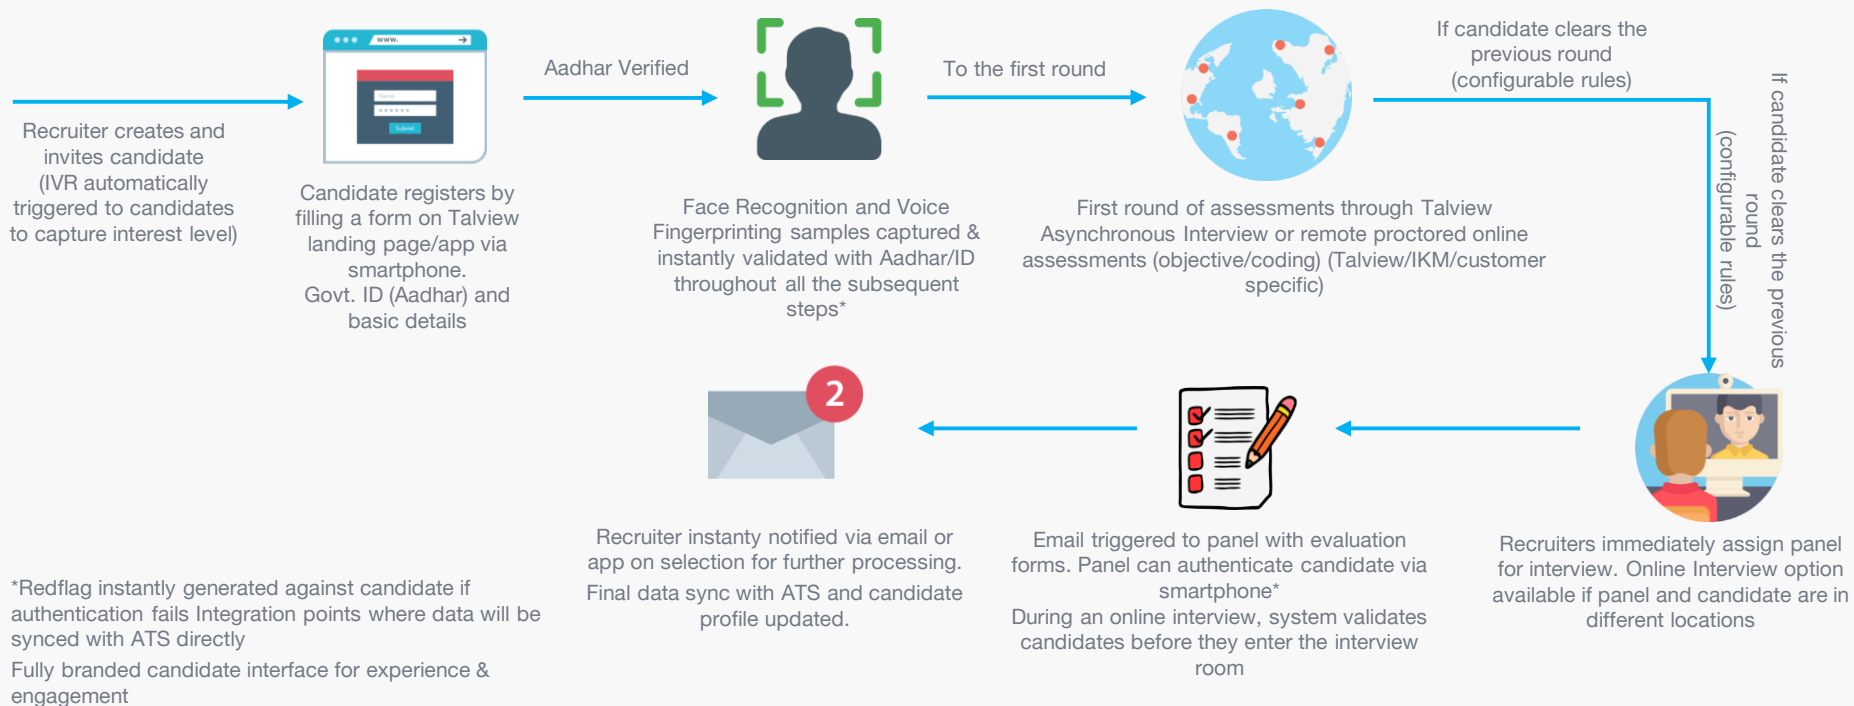 Recruiter creates and
invites candidate
(IVR automatically
triggered to candidates
to capture interest level)
www.
Name
Submit
Candidate registers by
filling a form on Talview
landing page/app via
smartphone.
Govt. ID (Aadhar) and
basic details
Aadhar Verified
Face Recognition and Voice
Fingerprinting samples captured &
instantly validated with Aadhar/ID
throughout all the subsequent
steps*
To the first round
First round of assessments through Talview
Asynchronous Interview or remote proctored online
assessments (objective/coding) (Talview/IKM/customer
specific)
If candidate clears the
previous round
(configurable rules)
If candidate clears the previous
round
(configurable rules)
Recruiters immediately assign panel
for interview. Online Interview option
available if panel and candidate are in
different locations
Email triggered to panel with evaluation
forms. Panel can authenticate candidate via
smartphone*
During an online interview, system validates
candidates before they enter the interview
room
2
Recruiter instanty notified via email or
app on selection for further processing.
Final data sync with ATS and candidate
profile updated.
*Redflag instantly generated against candidate if
authentication fails Integration points where data will be
synced with ATS directly
Fully branded candidate interface for experience &
engagement